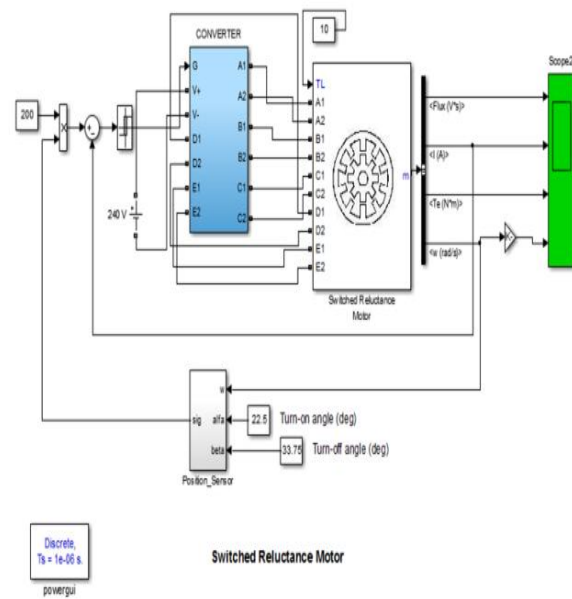 10
CONVERTER
Scope2
200
G
V+
V-
D1
D2
E1
E2
A1
A2
B1
B2
C1
C2
TL
A1
A2
B1
B2
C1
C2
D1
D2
E1
E2
m
<Flux (V*s)>
<I (A)>
<Te (N*m)>
<w (rad/s)>
240 V
+
Switched Reluctance
Motor
w
sig
alfa
beta
22.5
Turn-on angle (deg)
33.75
Turn-off angle (deg)
Position_Sensor
Discrete,
Ts = 1e-06 s.
powergui
Switched Reluctance Motor